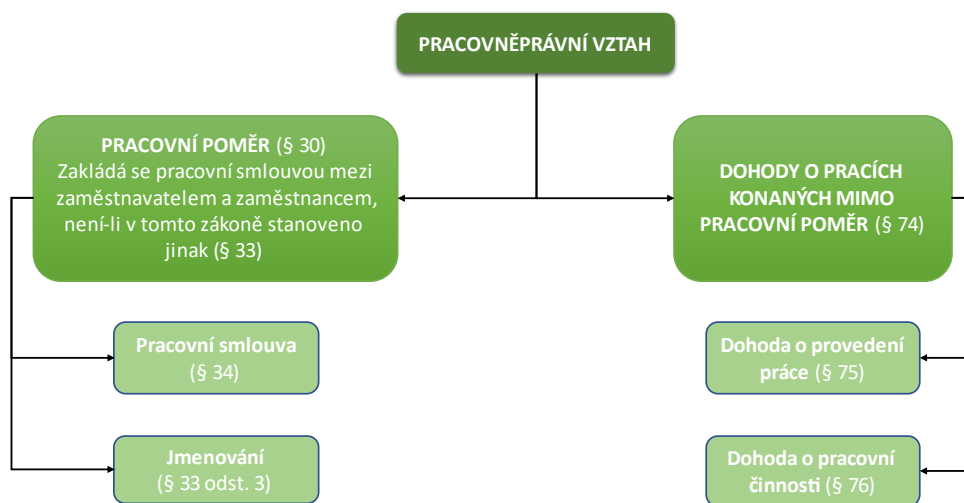 PRACOVNĚPRÁVNÍ VZTAH
PRACOVNÍ POMĚR (§ 30)
Zakládá se pracovní smlouvou mezi
zaměstnavatelem a zaměstnancem,
není-li v tomto zákoně stanoveno
jinak (§ 33)
DOHODY O PRACÍCH
KONANÝCH MIMO
PRACOVNÍ POMĚR (§ 74)
Pracovní smlouva
(§ 34)
Dohoda o provedení
práce (§ 75)
Jmenování
(§ 33 odst. 3)
Dohoda o pracovní
činnosti (§ 76)